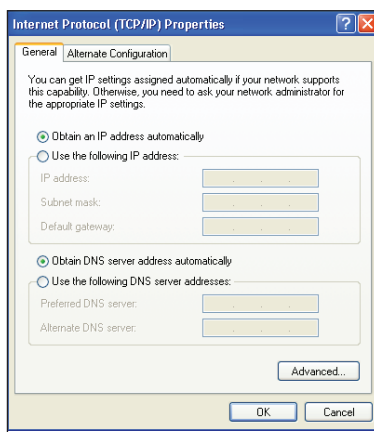 Internet Protocol (TCP/IP) Properties
General
Alternate Configuration
You can get IP settings assigned automatically if your network supports
this capability. Otherwise, you need to ask your network administrator for
the appropriate IP settings.
Obtain an IP address automatically
Use the following IP address:
IP address:
Subnet mask:
Default gateway:
Obtain DNS server address automatically
Use the following DNS server addresses:
Preferred DNS server:
Alternate DNS server:
Advanced...
OK
Cancel